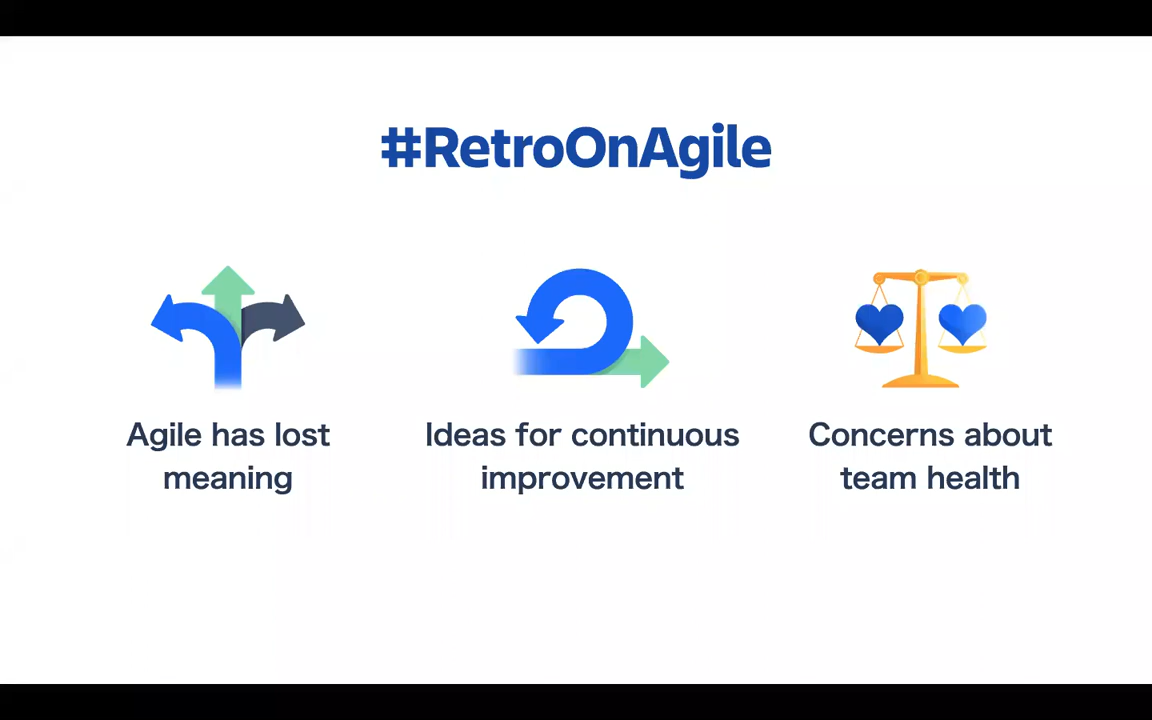 #RetroOnAgile
Agile has lost
meaning
Ideas for continuous
improvement
Concerns about
team health